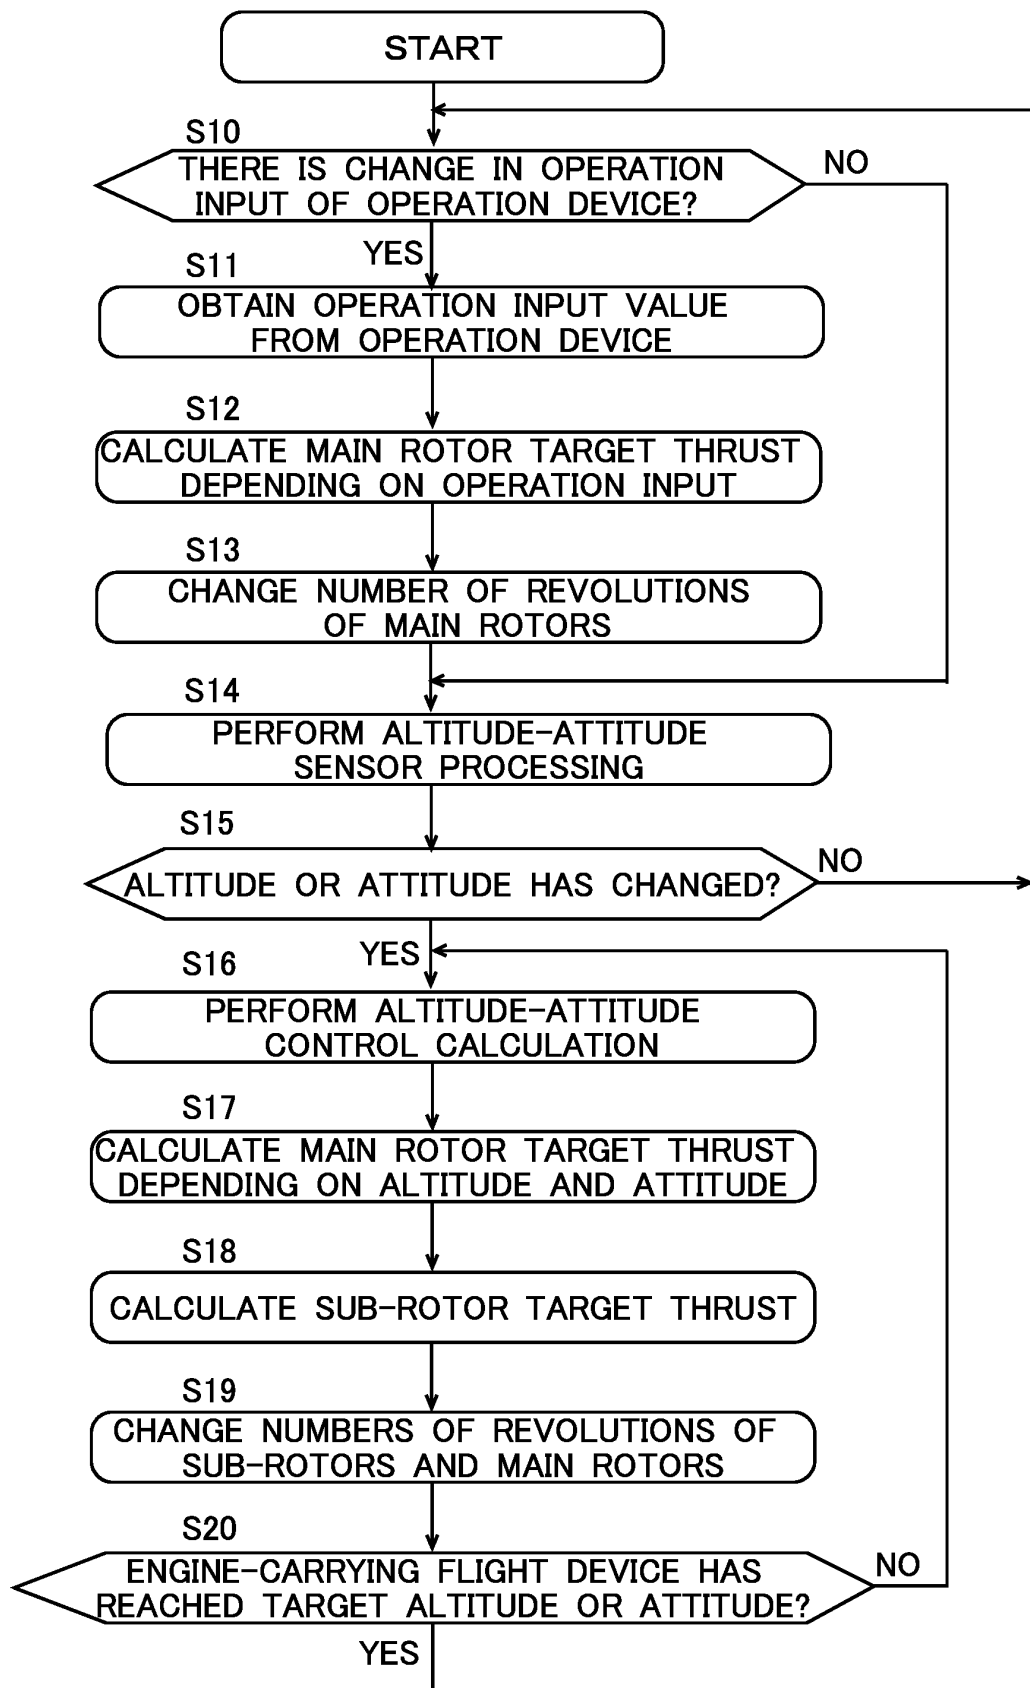 START
S10
THERE IS CHANGE IN OPERATION
INPUT OF OPERATION DEVICE?
NO
YES
S11
OBTAIN OPERATION INPUT VALUE
FROM OPERATION DEVICE
S12
CALCULATE MAIN ROTOR TARGET THRUST
DEPENDING ON OPERATION INPUT
S13
CHANGE NUMBER OF REVOLUTIONS
OF MAIN ROTORS
S14
PERFORM ALTITUDE-ATTITUDE
SENSOR PROCESSING
S15
ALTITUDE OR ATTITUDE HAS CHANGED?
NO
YES
S16
PERFORM ALTITUDE-ATTITUDE
CONTROL CALCULATION
S17
CALCULATE MAIN ROTOR TARGET THRUST
DEPENDING ON ALTITUDE AND ATTITUDE
S18
CALCULATE SUB-ROTOR TARGET THRUST
S19
CHANGE NUMBERS OF REVOLUTIONS OF
SUB-ROTORS AND MAIN ROTORS
S20
ENGINE-CARRYING FLIGHT DEVICE HAS
REACHED TARGET ALTITUDE OR ATTITUDE?
NO
YES